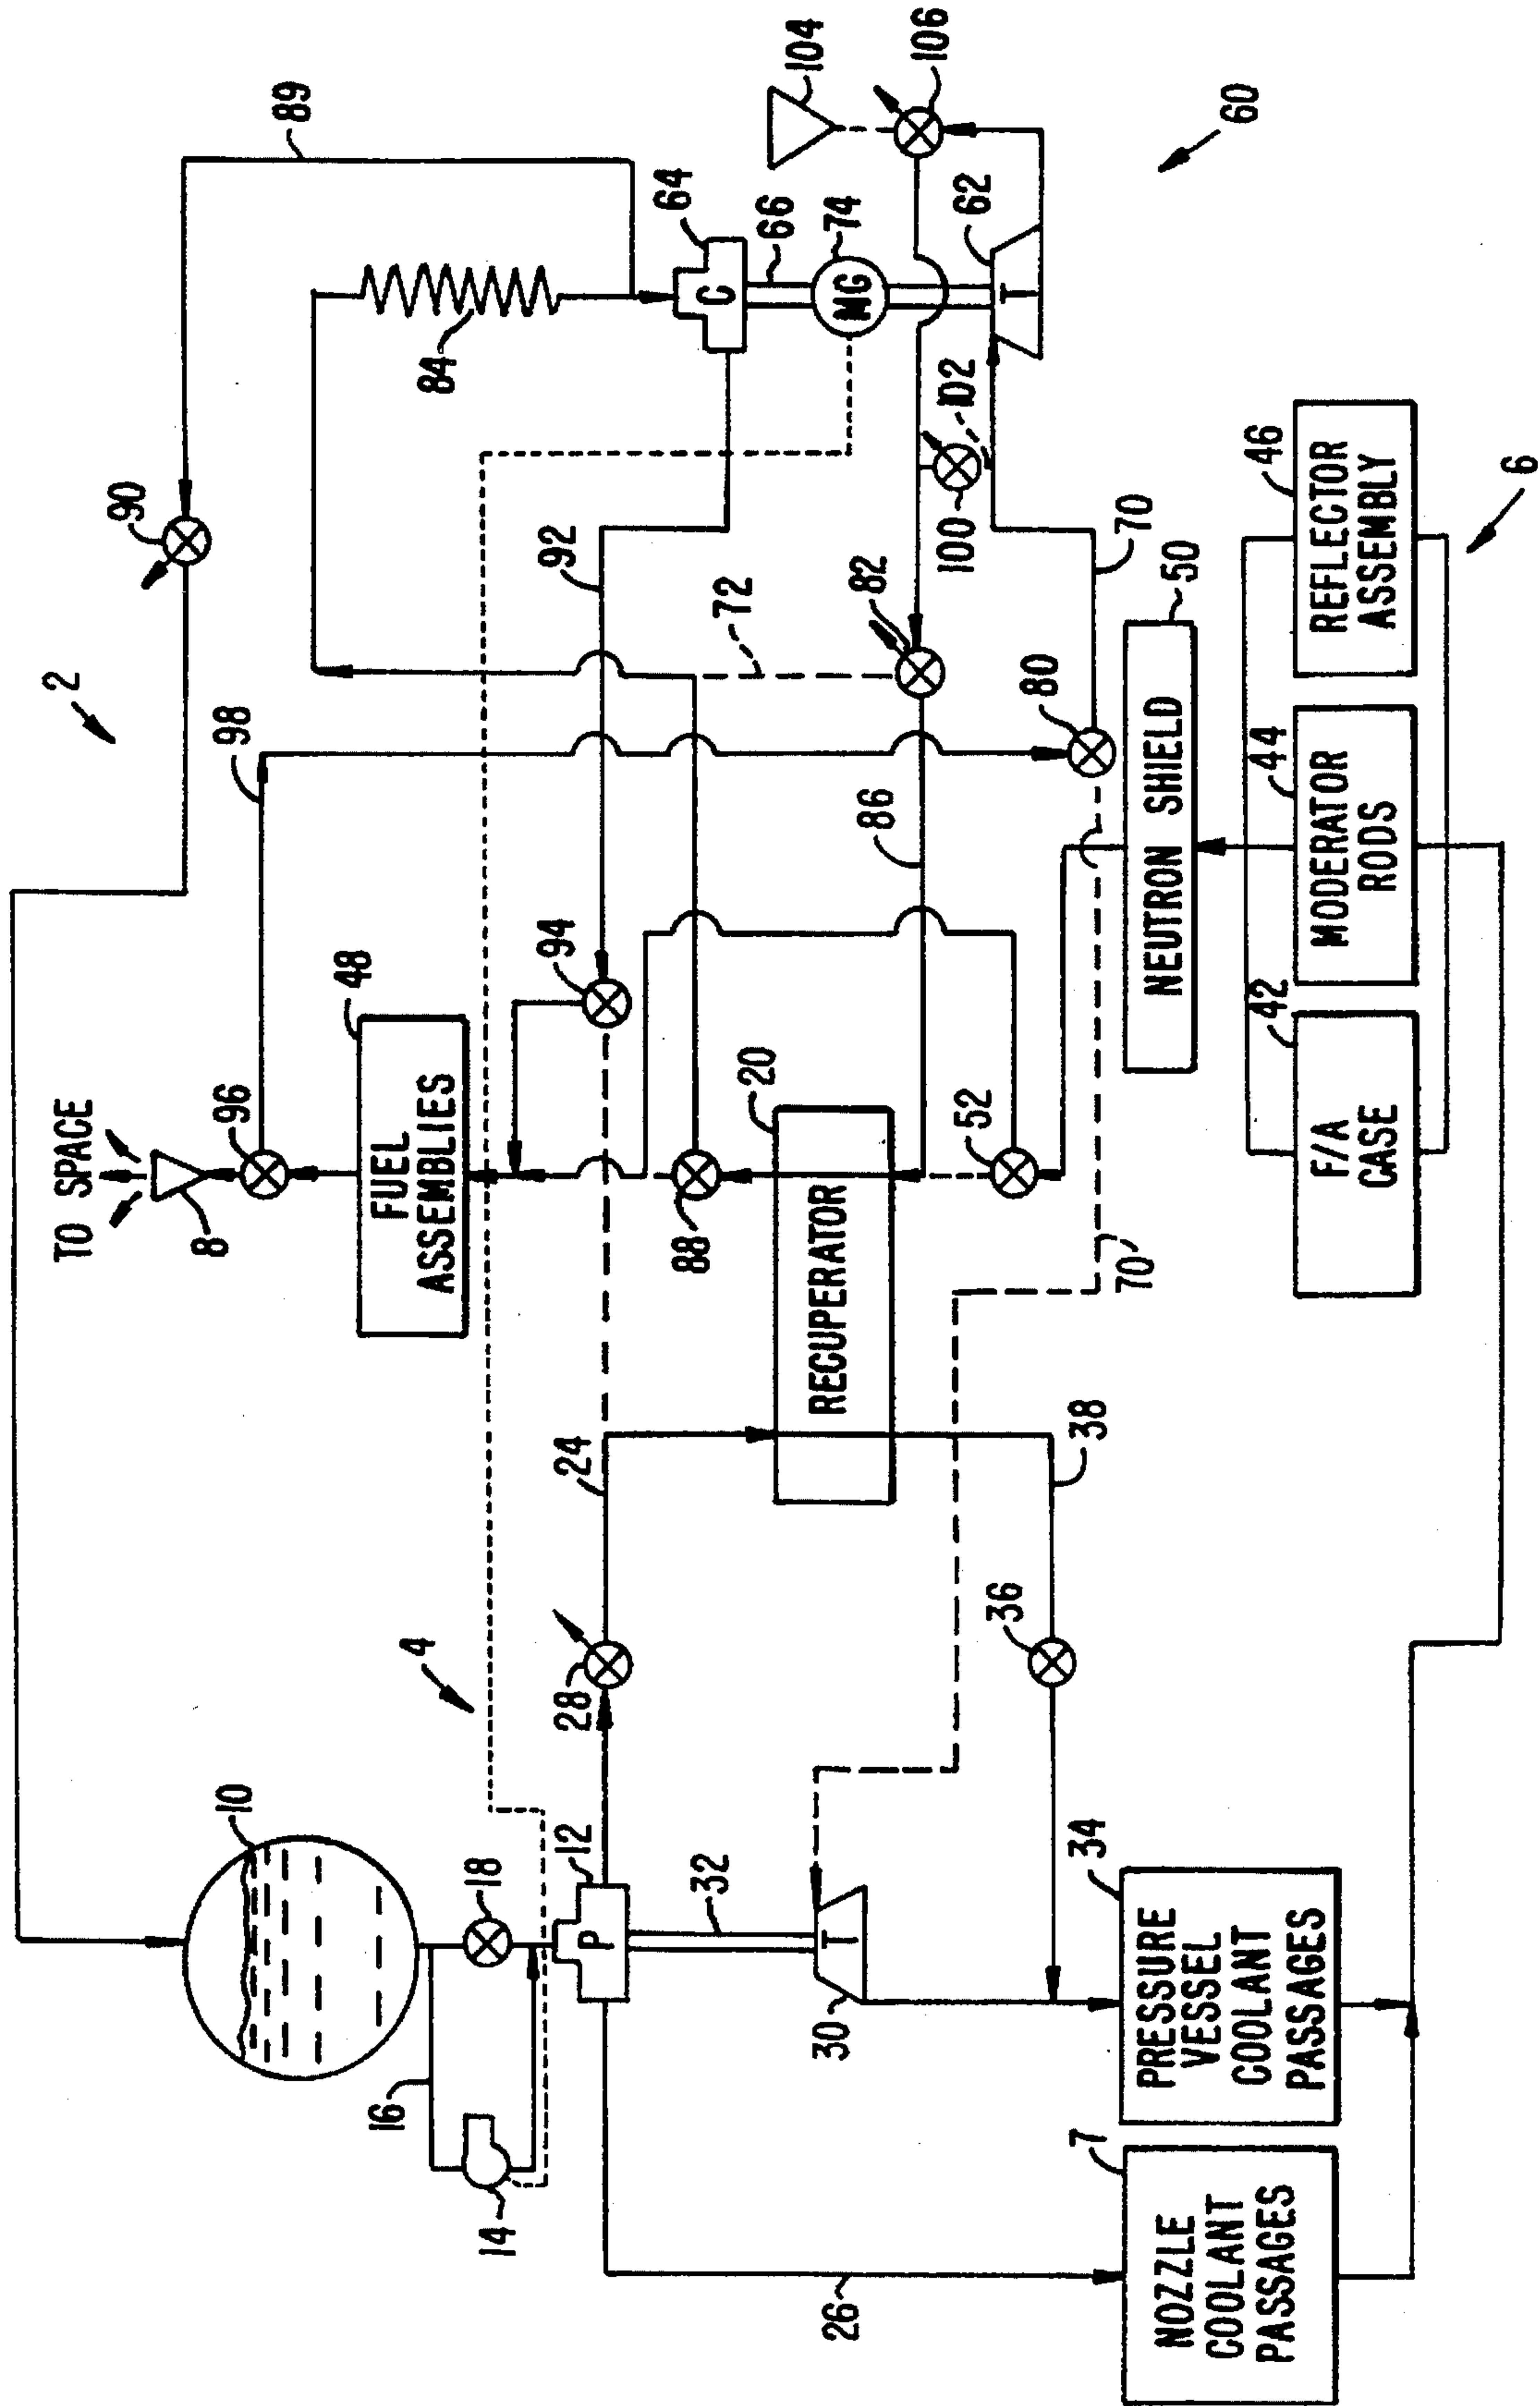 2
89
90
TO SPACE
8
96
98
48
FUEL
ASSEMBLIES
84
64
C
66
MG
74
104
106
62
T
60
10
18
16
14
4
12
P
32
T
30
28
24
94
92
88
20
RECUPERATOR
72
82
86
100
102
52
80
70
70
36
38
26
7
NOZZLE
COOLANT
PASSAGES
34
PRESSURE
VESSEL
COOLANT
PASSAGES
NEUTRON SHIELD
50
42
F/A
CASE
44
MODERATOR
RODS
46
REFLECTOR
ASSEMBLY
6